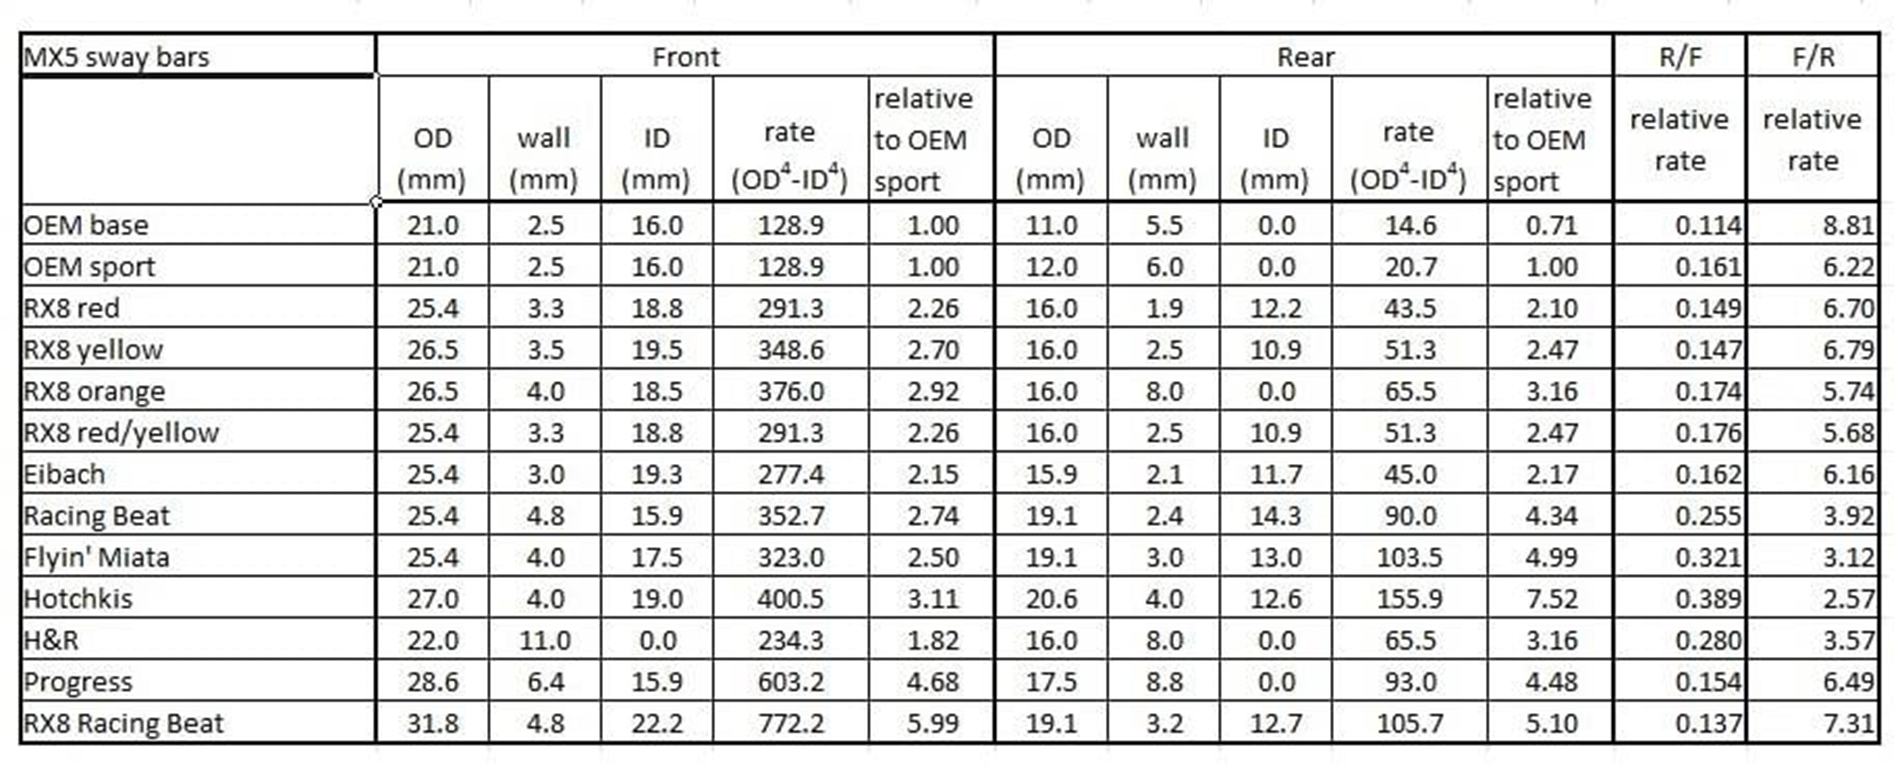 MX5 sway bars Front Rear R/F F/R
OD (mm) wall (mm) ID (mm) rate (OD⁴-ID⁴) relative to OEM sport OD (mm) wall (mm) ID (mm) rate (OD⁴-ID⁴) relative to OEM sport relative rate relative rate
OEM base 21.0 2.5 16.0 128.9 1.00 11.0 5.5 0.0 14.6 0.71 0.114 8.81
OEM sport 21.0 2.5 16.0 128.9 1.00 12.0 6.0 0.0 20.7 1.00 0.161 6.22
RX8 red 25.4 3.3 18.8 291.3 2.26 16.0 1.9 12.2 43.5 2.10 0.149 6.70
RX8 yellow 26.5 3.5 19.5 348.6 2.70 16.0 2.5 10.9 51.3 2.47 0.147 6.79
RX8 orange 26.5 4.0 18.5 376.0 2.92 16.0 8.0 0.0 65.5 3.16 0.174 5.74
RX8 red/yellow 25.4 3.3 18.8 291.3 2.26 16.0 2.5 10.9 51.3 2.47 0.176 5.68
Eibach 25.4 3.0 19.3 277.4 2.15 15.9 2.1 11.7 45.0 2.17 0.162 6.16
Racing Beat 25.4 4.8 15.9 352.7 2.74 19.1 2.4 14.3 90.0 4.34 0.255 3.92
Flyin' Miata 25.4 4.0 17.5 323.0 2.50 19.1 3.0 13.0 103.5 4.99 0.321 3.12
Hotchkis 27.0 4.0 19.0 400.5 3.11 20.6 4.0 12.6 155.9 7.52 0.389 2.57
H&R 22.0 11.0 0.0 234.3 1.82 16.0 8.0 0.0 65.5 3.16 0.280 3.57
Progress 28.6 6.4 15.9 603.2 4.68 17.5 8.8 0.0 93.0 4.48 0.154 6.49
RX8 Racing Beat 31.8 4.8 22.2 772.2 5.99 19.1 3.2 12.7 105.7 5.10 0.137 7.31